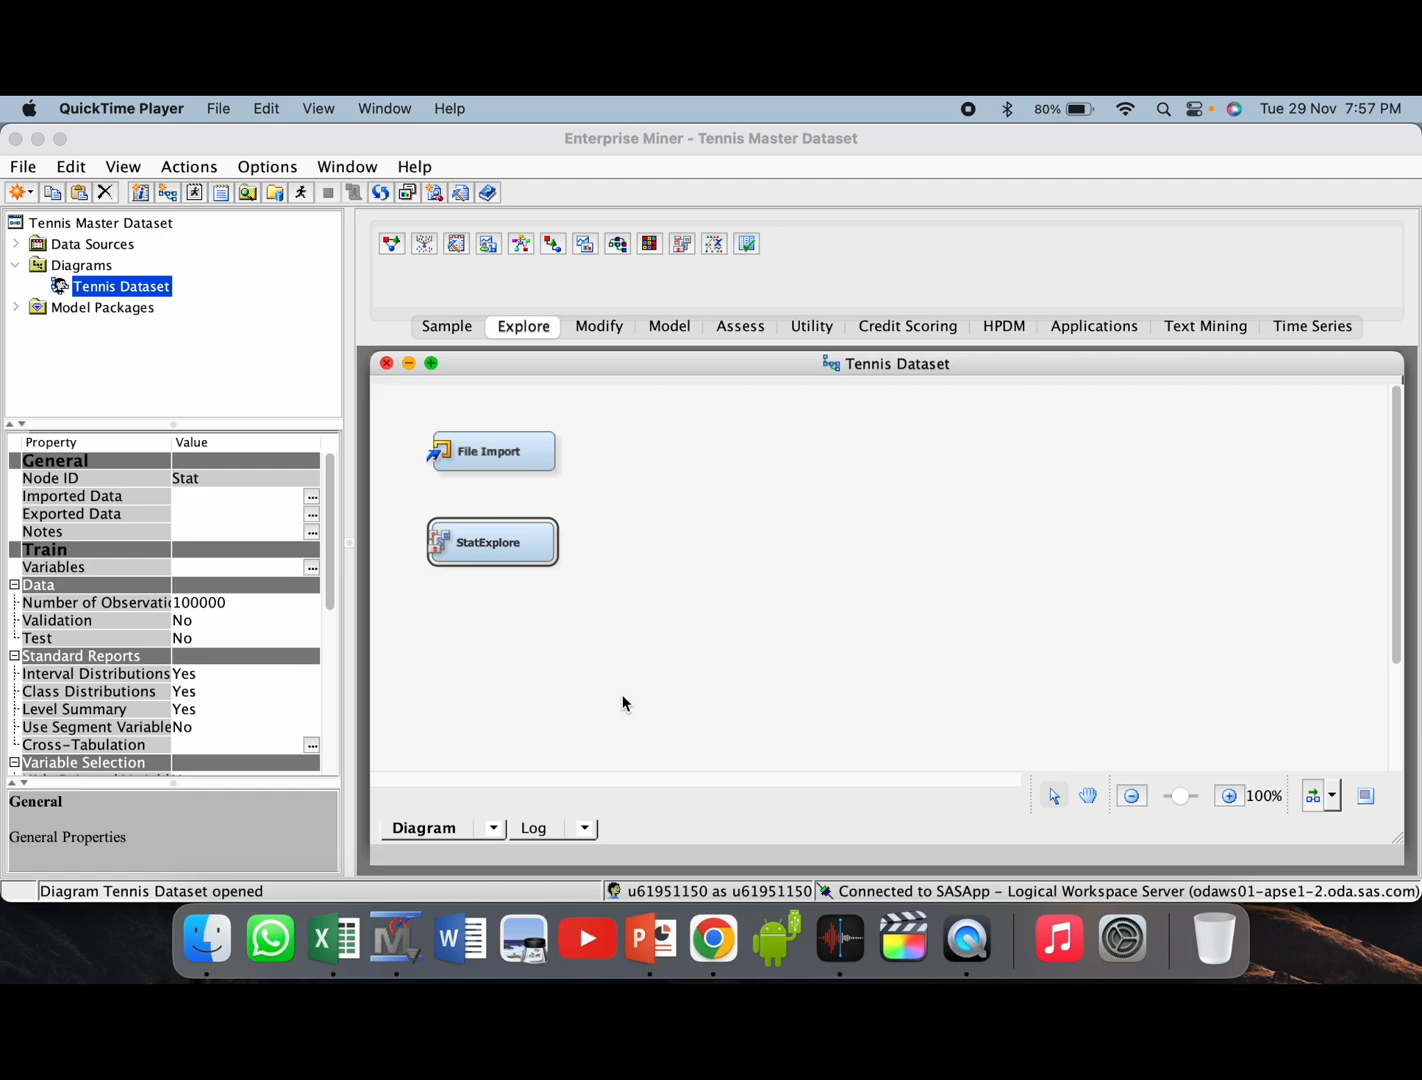 QuickTime Player File Edit View Window Help 80% Tue 29 Nov 7:57 PM
Enterprise Miner - Tennis Master Dataset
File Edit View Actions Options Window Help
Tennis Master Dataset
Data Sources
Diagrams
Tennis Dataset
Model Packages
Sample Explore Modify Model Assess Utility Credit Scoring HPDM Applications Text Mining Time Series
Tennis Dataset
File Import
StatExplore
Property Value
General
Node ID Stat
Imported Data ...
Exported Data ...
Notes ...
Train
Variables ...
Data
Number of Observatic 100000
Validation No
Test No
Standard Reports
Interval Distributions Yes
Class Distributions Yes
Level Summary Yes
Use Segment Variable No
Cross-Tabulation ...
Variable Selection
General
General Properties
100%
Diagram Log
Diagram Tennis Dataset opened u61951150 as u61951150 Connected to SASApp - Logical Workspace Server (odaws01-apse1-2.oda.sas.com)